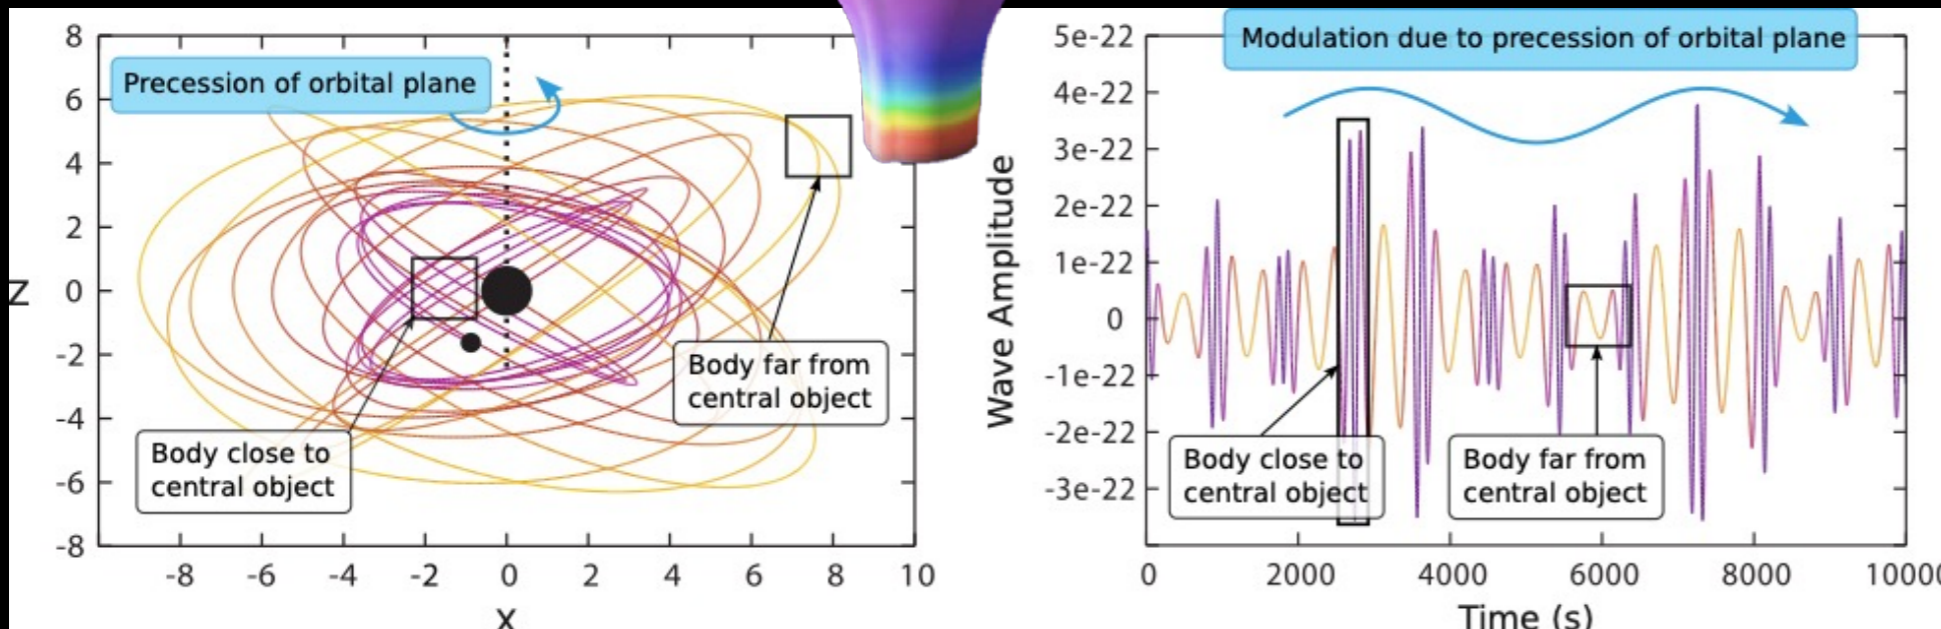 8
6
4
2
0
-2
-4
-6
-8
Z
-8 -6 -4 -2 0 2 4 6 8 10
X
Precession of orbital plane
Body far from
central object
Body close to
central object
5e-22
4e-22
3e-22
2e-22
1e-22
0
-1e-22
-2e-22
-3e-22
Wave Amplitude
0 2000 4000 6000 8000 10000
Time (s)
Modulation due to precession of orbital plane
Body close to
central object
Body far from
central object